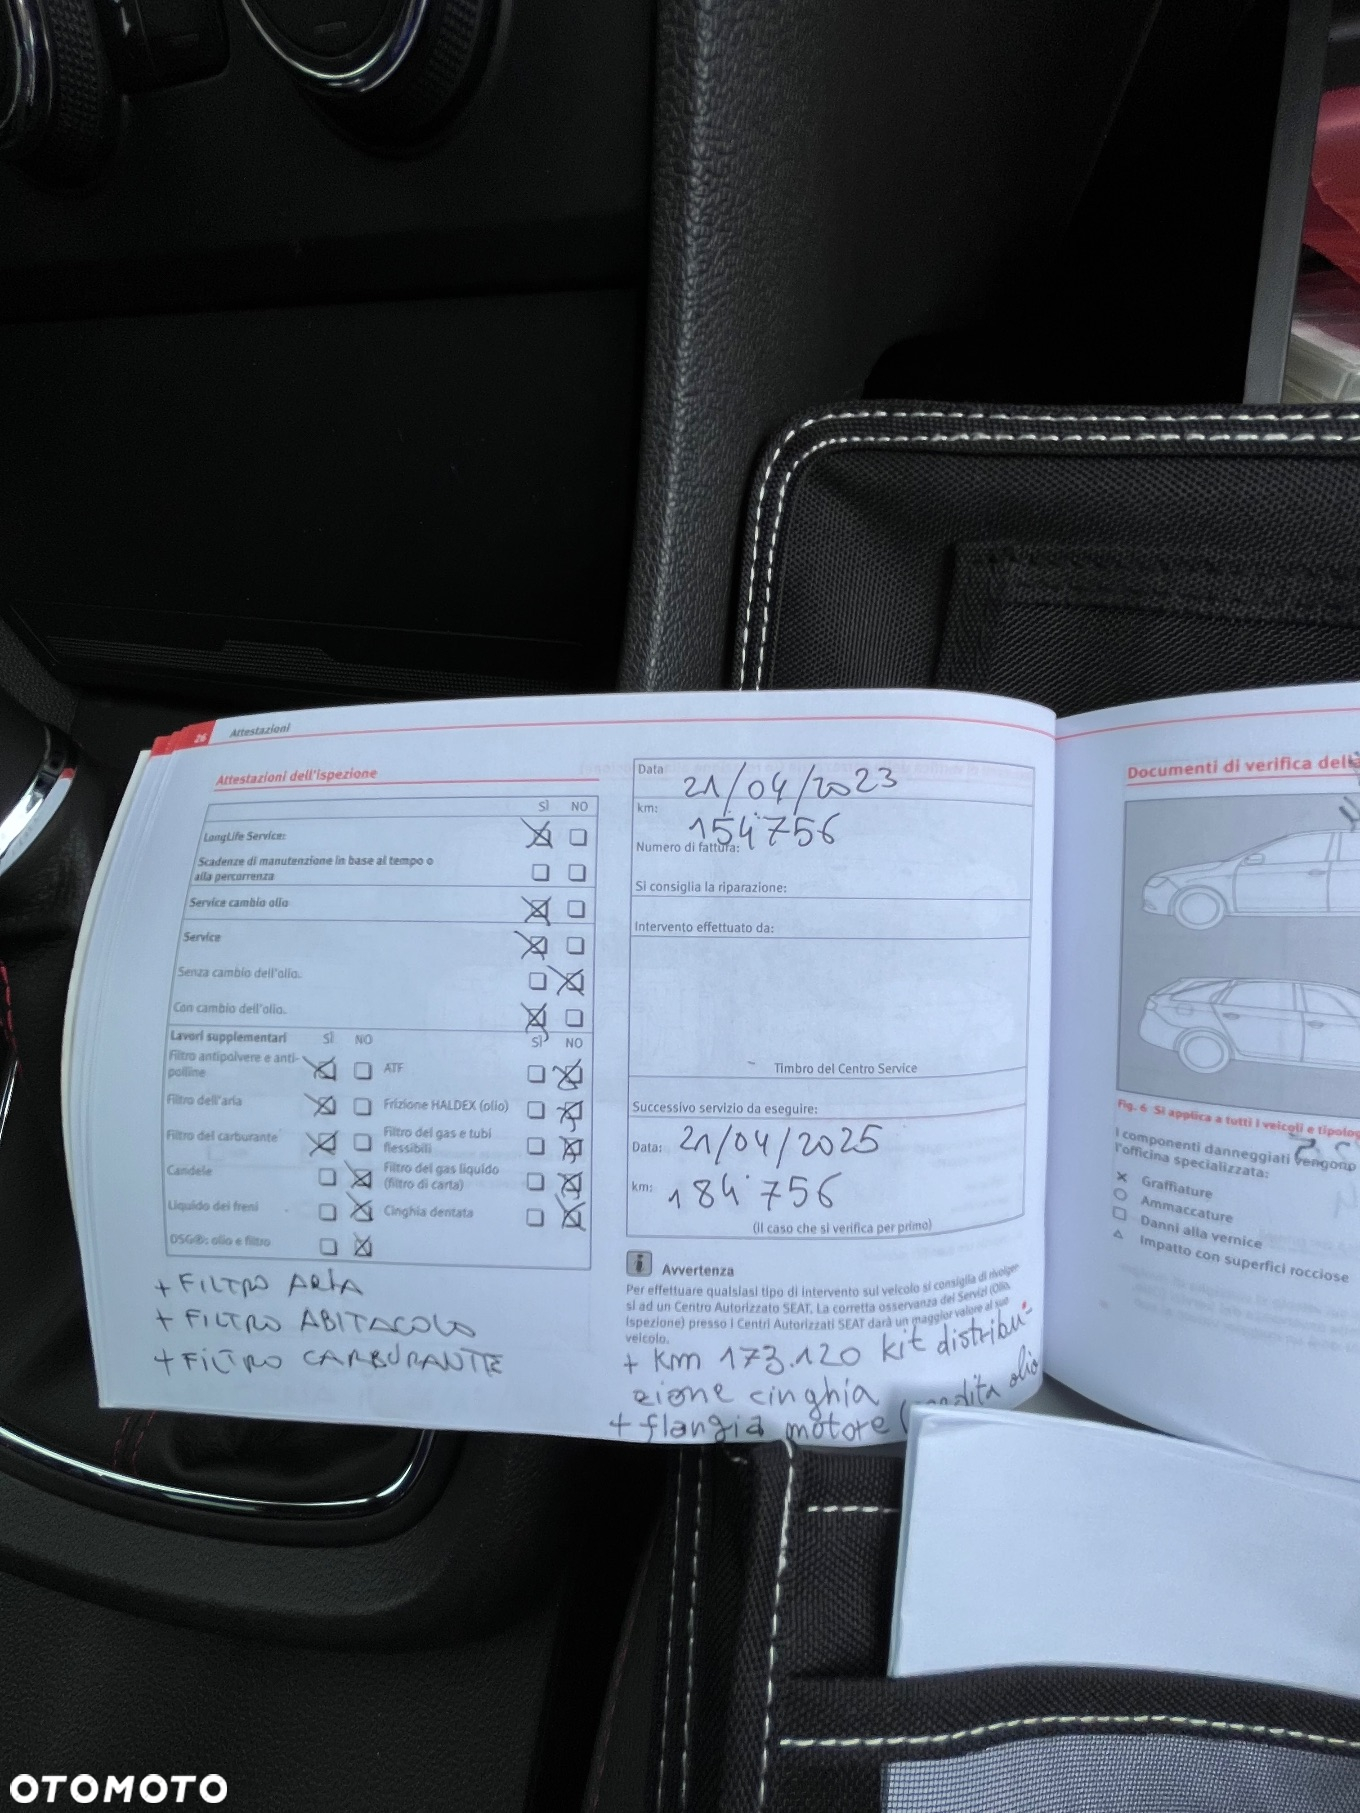 26 Attestazioni
Attestazioni dell'ispezione
SÌ NO
LongLife Service:
Scadenze di manutenzione in base al tempo o
alla percorrenza
Service cambio olio
Service
Senza cambio dell'olio.
Con cambio dell'olio.
Lavori supplementari SÌ NO SÌ NO
Filtro antipolvere e anti-
polline
ATF
Filtro dell'aria Frizione HALDEX (olio)
Filtro del carburante Filtro del gas e tubi
flessibili
Candele Filtro del gas liquido
(filtro di carta)
Liquido dei freni Cinghia dentata
DSG®: olio e filtro
+ FILTRO ARIA
+ FILTRO ABITACOLO
+ FILTRO CARBURANTE
Data 21/04/2023
km: 154'756
Numero di fattura:
Si consiglia la riparazione:
Intervento effettuato da:
Timbro del Centro Service
Successivo servizio da eseguire:
Data: 21/04/2025
km: 184'756
(Il caso che si verifica per primo)
i Avvertenza
Per effettuare qualsiasi tipo di intervento sul veicolo si consiglia di rivolger
si ad un Centro Autorizzato SEAT. La corretta osservanza dei Servizi (Olio,
Ispezione) presso i Centri Autorizzati SEAT darà un maggior valore al suo
veicolo.
+ Km 173.120 kit distribu-
zione cinghia
+ flangia motore olio
Documenti di verifica della
Fig. 6 Si applica a tutti i veicoli e tipolog
I componenti danneggiati vengono
l'officina specializzata:
Graffiature
Ammaccature
Danni alla vernice
Impatto con superfici rocciose
OTOMOTO